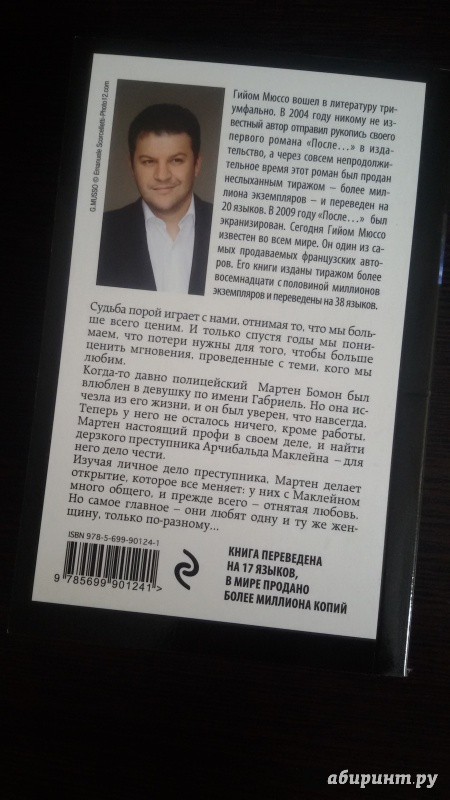 G.MUSSO © Emanuele Scorcelletti-Photo12.com
Гийом Мюссо вошел в литературу три-
умфально. В 2004 году никому не из-
вестный автор отправил рукопись своего
первого романа «После…» в изда-
тельство, а через совсем непродолжи-
тельное время этот роман был продан
неслыханным тиражом – более мил-
лиона экземпляров – и переведен на
20 языков. В 2009 году «После…» был
экранизирован. Сегодня Гийом Мюссо
известен во всем мире. Он один из са-
мых продаваемых французских авто-
ров. Его книги изданы тиражом более
восемнадцати с половиной миллионов
экземпляров и переведены на 38 языков.
Судьба порой играет с нами, отнимая то, что мы боль-
ше всего ценим. И только спустя годы мы пони-
маем, что потери нужны для того, чтобы больше
ценить мгновения, проведенные с теми, кого мы
любим.
Когда-то давно полицейский Мартен Бомон был
влюблен в девушку по имени Габриель. Но она ис-
чезла из его жизни, и он был уверен, что навсегда.
Теперь у него не осталось ничего, кроме работы.
Мартен настоящий профи в своем деле, и найти
дерзкого преступника Арчибальда Маклейна – для
него дело чести.
Изучая личное дело преступника, Мартен делает
открытие, которое все меняет: у них с Маклейном
много общего, и прежде всего – отнятая любовь.
Но самое главное – они любят одну и ту же жен-
щину, только по-разному...
ISBN 978-5-699-90124-1
9 785699 901241 >
КНИГА ПЕРЕВЕДЕНА
НА 17 ЯЗЫКОВ,
В МИРЕ ПРОДАНО
БОЛЕЕ МИЛЛИОНА КОПИЙ
абиринт.ру